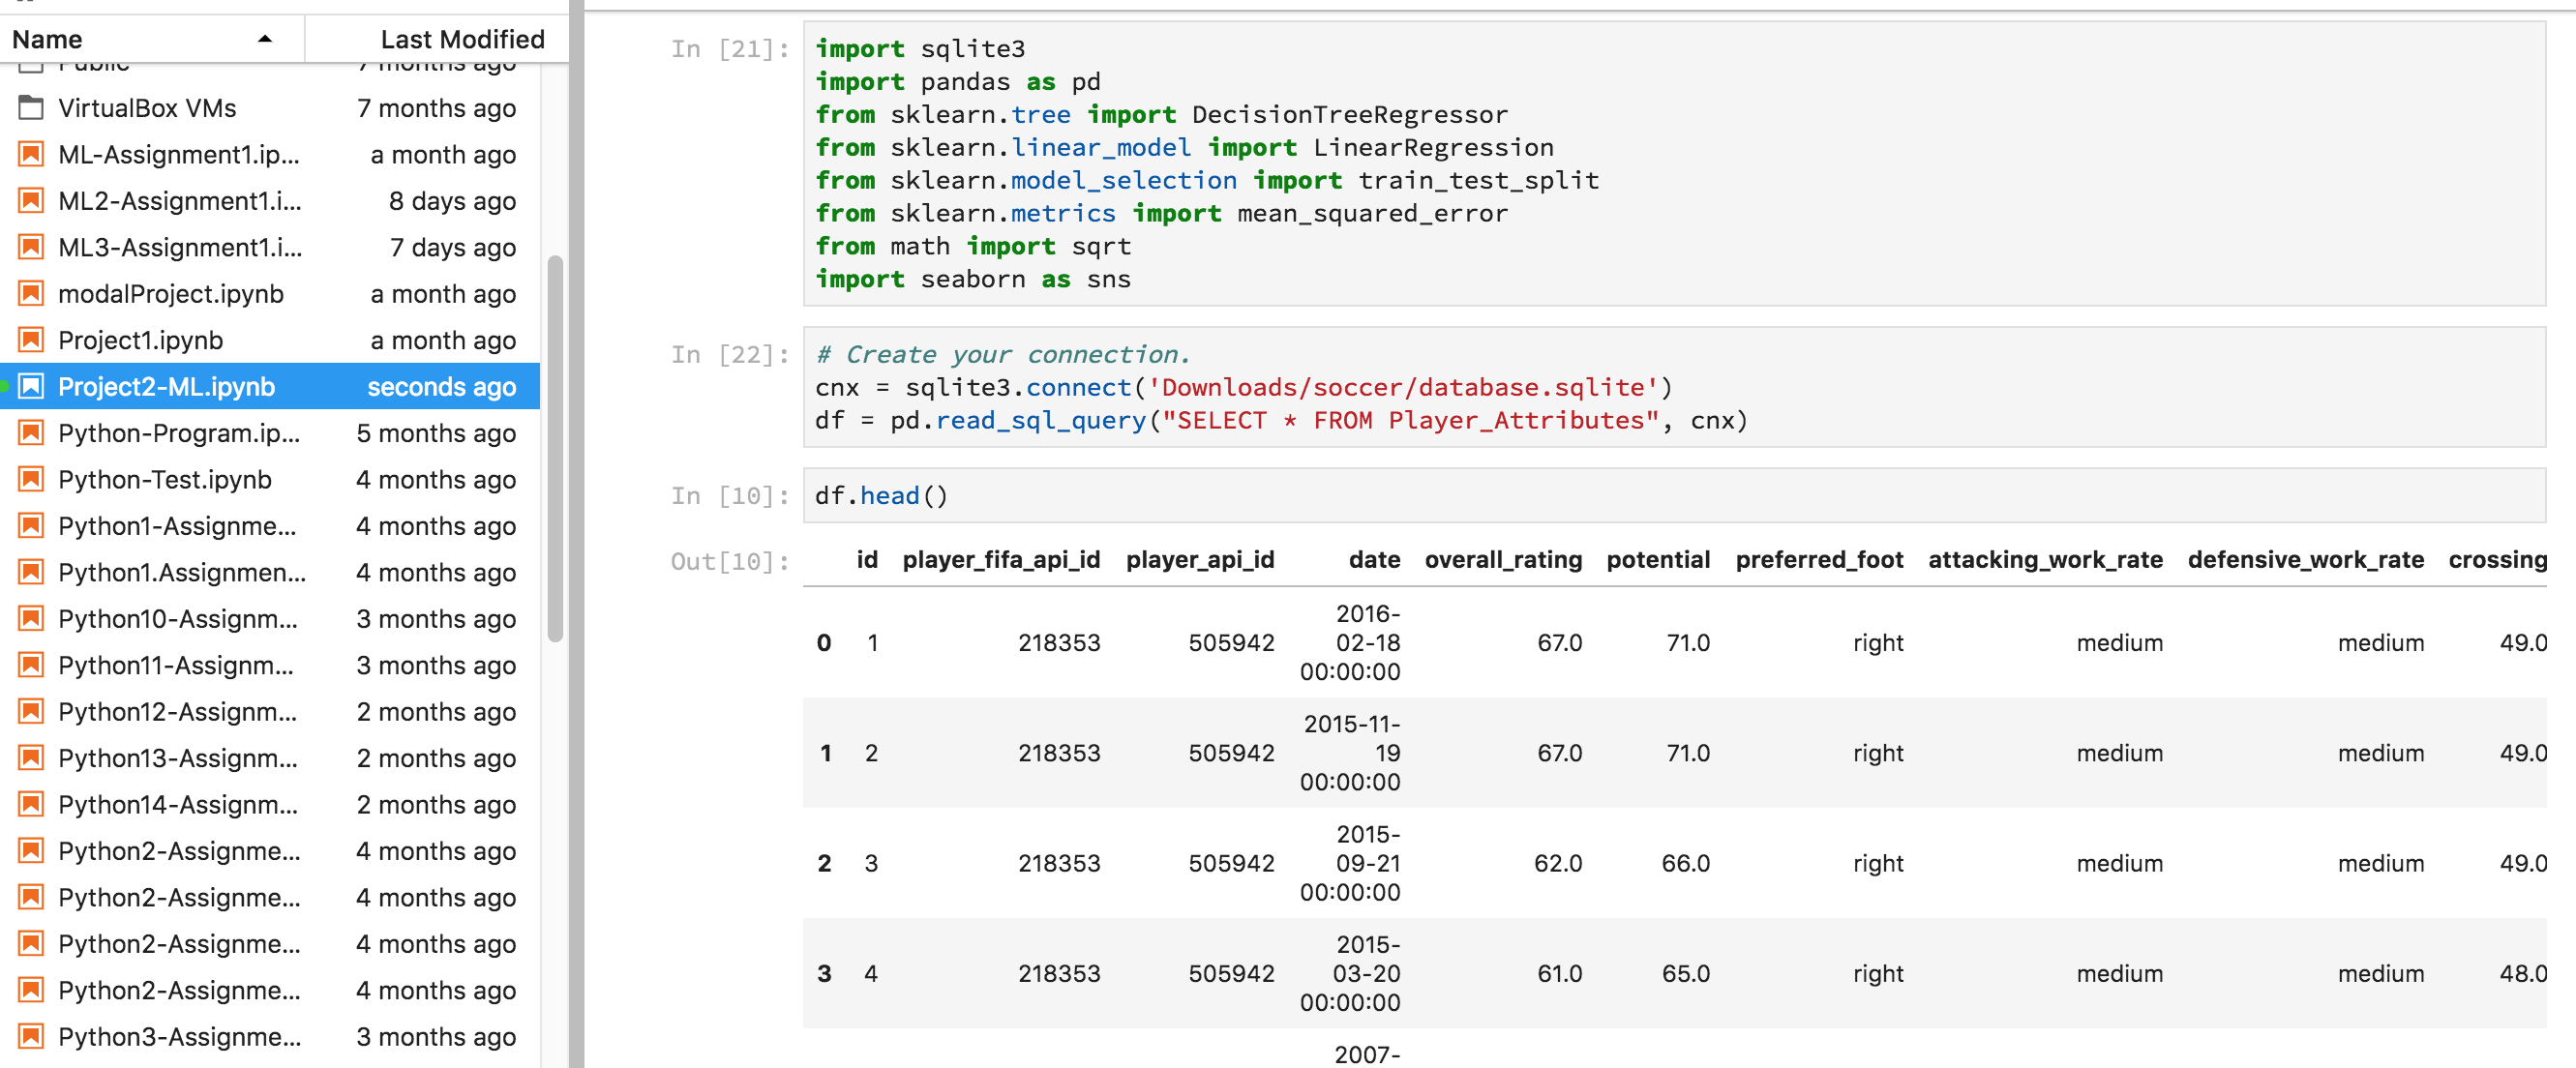 Name Last Modified
Public 7 months ago
VirtualBox VMs 7 months ago
ML-Assignment1.ip... a month ago
ML2-Assignment1.i... 8 days ago
ML3-Assignment1.i... 7 days ago
modalProject.ipynb a month ago
Project1.ipynb a month ago
Project2-ML.ipynb seconds ago
Python-Program.ip... 5 months ago
Python-Test.ipynb 4 months ago
Python1-Assignme... 4 months ago
Python1.Assignmen... 4 months ago
Python10-Assignm... 3 months ago
Python11-Assignm... 3 months ago
Python12-Assignm... 2 months ago
Python13-Assignm... 2 months ago
Python14-Assignm... 2 months ago
Python2-Assignme... 4 months ago
Python2-Assignme... 4 months ago
Python2-Assignme... 4 months ago
Python2-Assignme... 4 months ago
Python3-Assignme... 3 months ago
In [21]: import sqlite3
import pandas as pd
from sklearn.tree import DecisionTreeRegressor
from sklearn.linear_model import LinearRegression
from sklearn.model_selection import train_test_split
from sklearn.metrics import mean_squared_error
from math import sqrt
import seaborn as sns
In [22]: # Create your connection.
cnx = sqlite3.connect('Downloads/soccer/database.sqlite')
df = pd.read_sql_query("SELECT * FROM Player_Attributes", cnx)
In [10]: df.head()
Out[10]: id player_fifa_api_id player_api_id date overall_rating potential preferred_foot attacking_work_rate defensive_work_rate crossing
2016-
0 1 218353 505942 02-18 67.0 71.0 right medium medium 49.0
00:00:00
2015-11-
1 2 218353 505942 19 67.0 71.0 right medium medium 49.0
00:00:00
2015-
2 3 218353 505942 09-21 62.0 66.0 right medium medium 49.0
00:00:00
2015-
3 4 218353 505942 03-20 61.0 65.0 right medium medium 48.0
00:00:00
2007-